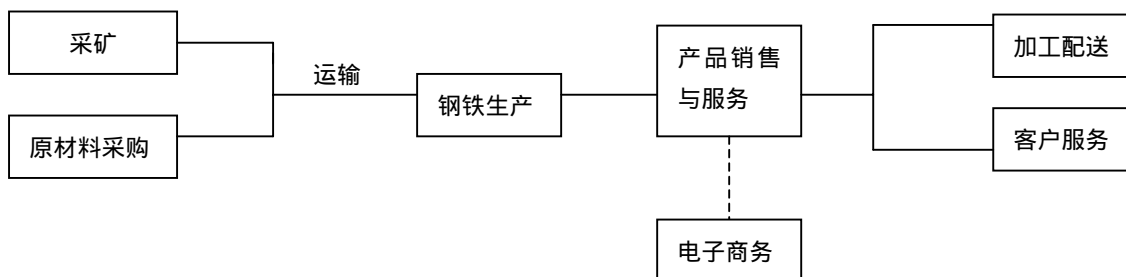 采矿
原材料采购
运输
钢铁生产
产品销售
与服务
电子商务
加工配送
客户服务